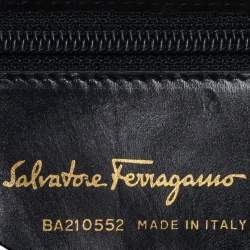 Salvatore Ferragamo
BA210552 MADE IN ITALY